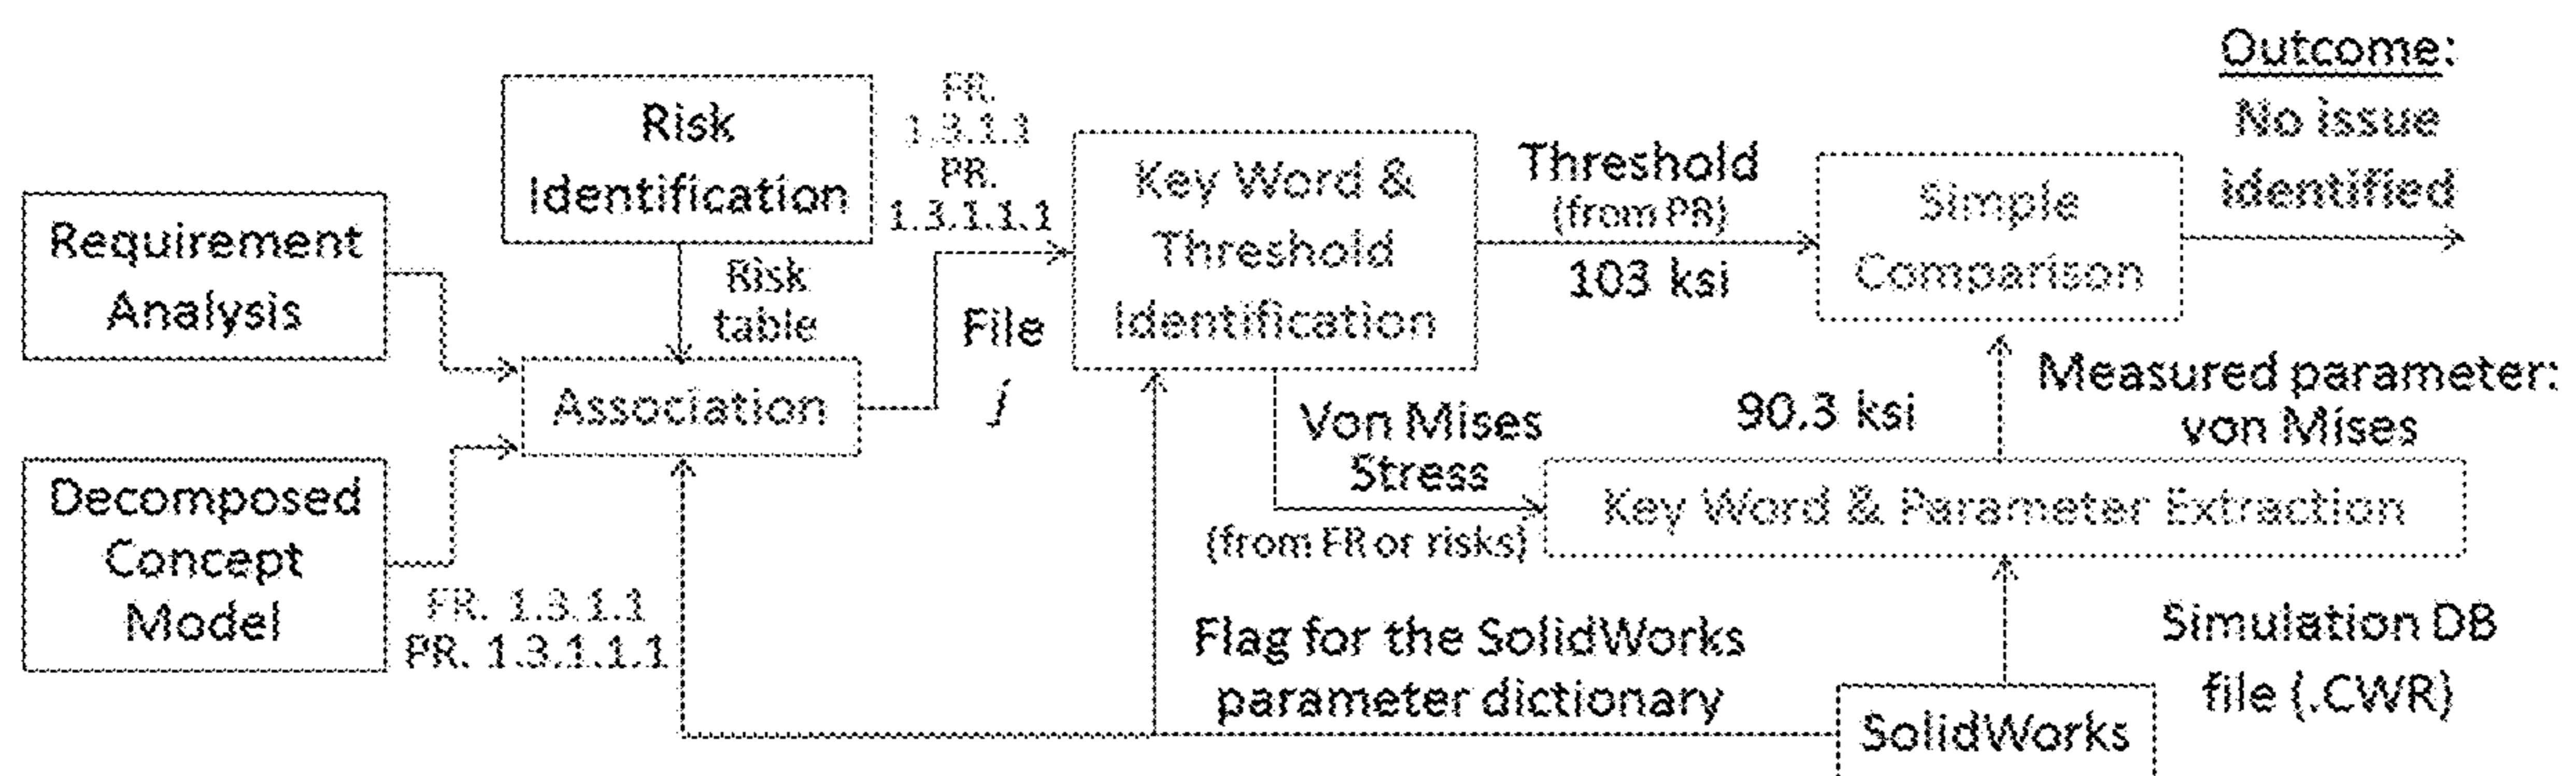 Requirement
Analysis
Decomposed
Concept
Model
FR. 1.3.1.1
PR. 1.3.1.1.1
Risk
Identification
Risk
table
Association
FR.
1.3.1.1
PR.
1.3.1.1.1
File
j
Key Word &
Threshold
Identification
Threshold
(from PR)
103 ksi
Von Mises
Stress
(from FR or risks)
Simple
Comparison
Outcome:
No issue
identified
90.3 ksi
Measured parameter:
von Mises
Key Word & Parameter Extraction
Flag for the SolidWorks
parameter dictionary
Simulation DB
file (.CWR)
SolidWorks